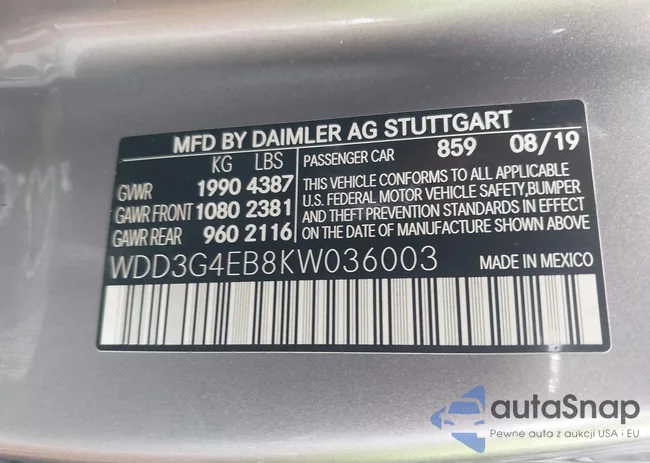 MFD BY DAIMLER AG STUTTGART
KG LBS
GVWR 1990 4387
GAWR FRONT 1080 2381
GAWR REAR 960 2116
PASSENGER CAR 859 08/19
THIS VEHICLE CONFORMS TO ALL APPLICABLE
U.S. FEDERAL MOTOR VEHICLE SAFETY, BUMPER
AND THEFT PREVENTION STANDARDS IN EFFECT
ON THE DATE OF MANUFACTURE SHOWN ABOVE.
WDD3G4EB8KW036003
MADE IN MEXICO
autaSnap
Pewne auta z aukcji USA i EU